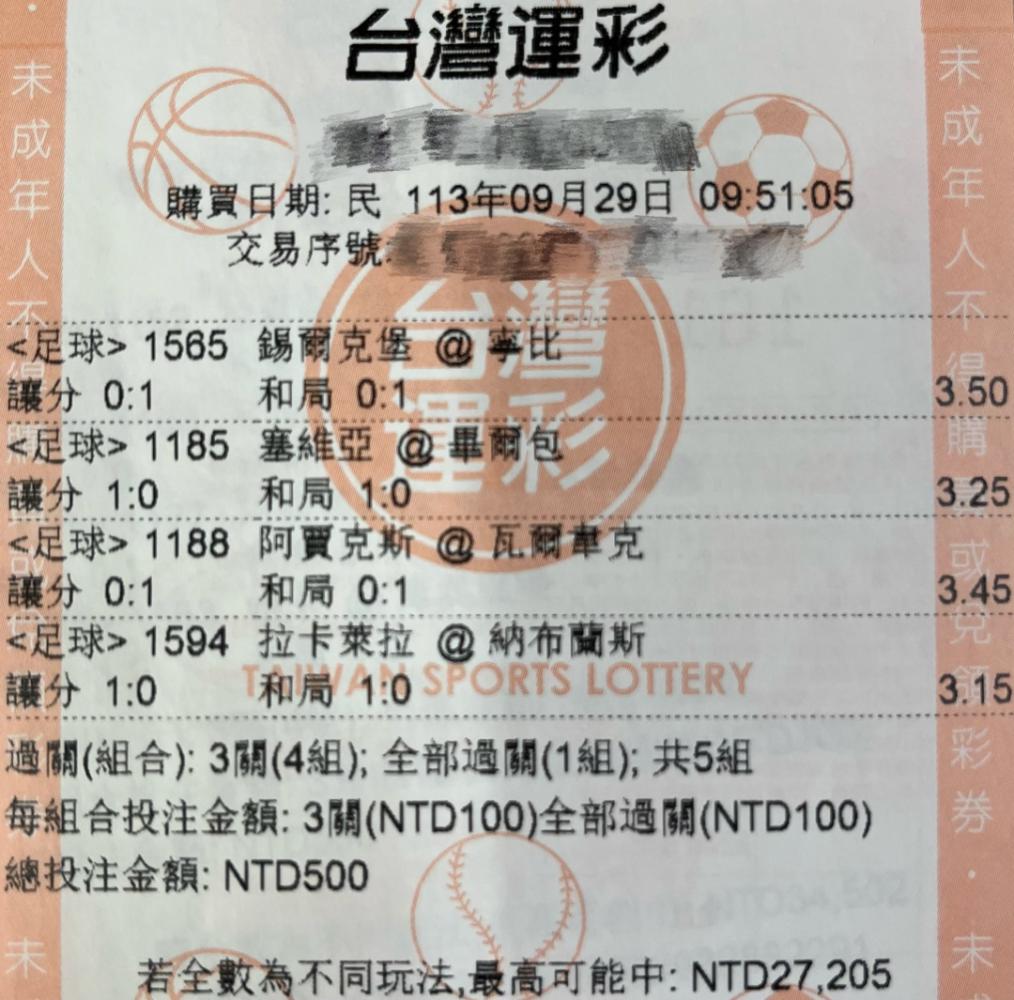 台灣運彩
購買日期: 民 113年09月29日 09:51:05
交易序號:
台灣
運彩
<足球> 1565 錫爾克堡 @ 寧比
讓分 0:1 和局 0:1 3.50
<足球> 1185 塞維亞 @ 畢爾包
讓分 1:0 和局 1:0 3.25
<足球> 1188 阿賈克斯 @ 瓦爾韋克
讓分 0:1 和局 0:1 3.45
<足球> 1594 拉卡萊拉 @ 納布蘭斯
TAIWAN SPORTS LOTTERY
讓分 1:0 和局 1:0 3.15
過關(組合): 3關(4組); 全部過關(1組); 共5組
每組合投注金額: 3關(NTD100)全部過關(NTD100)
總投注金額: NTD500
若全數為不同玩法,最高可能中: NTD27,205
未成年人不得購
未成年人不得購買或兌領彩券・未